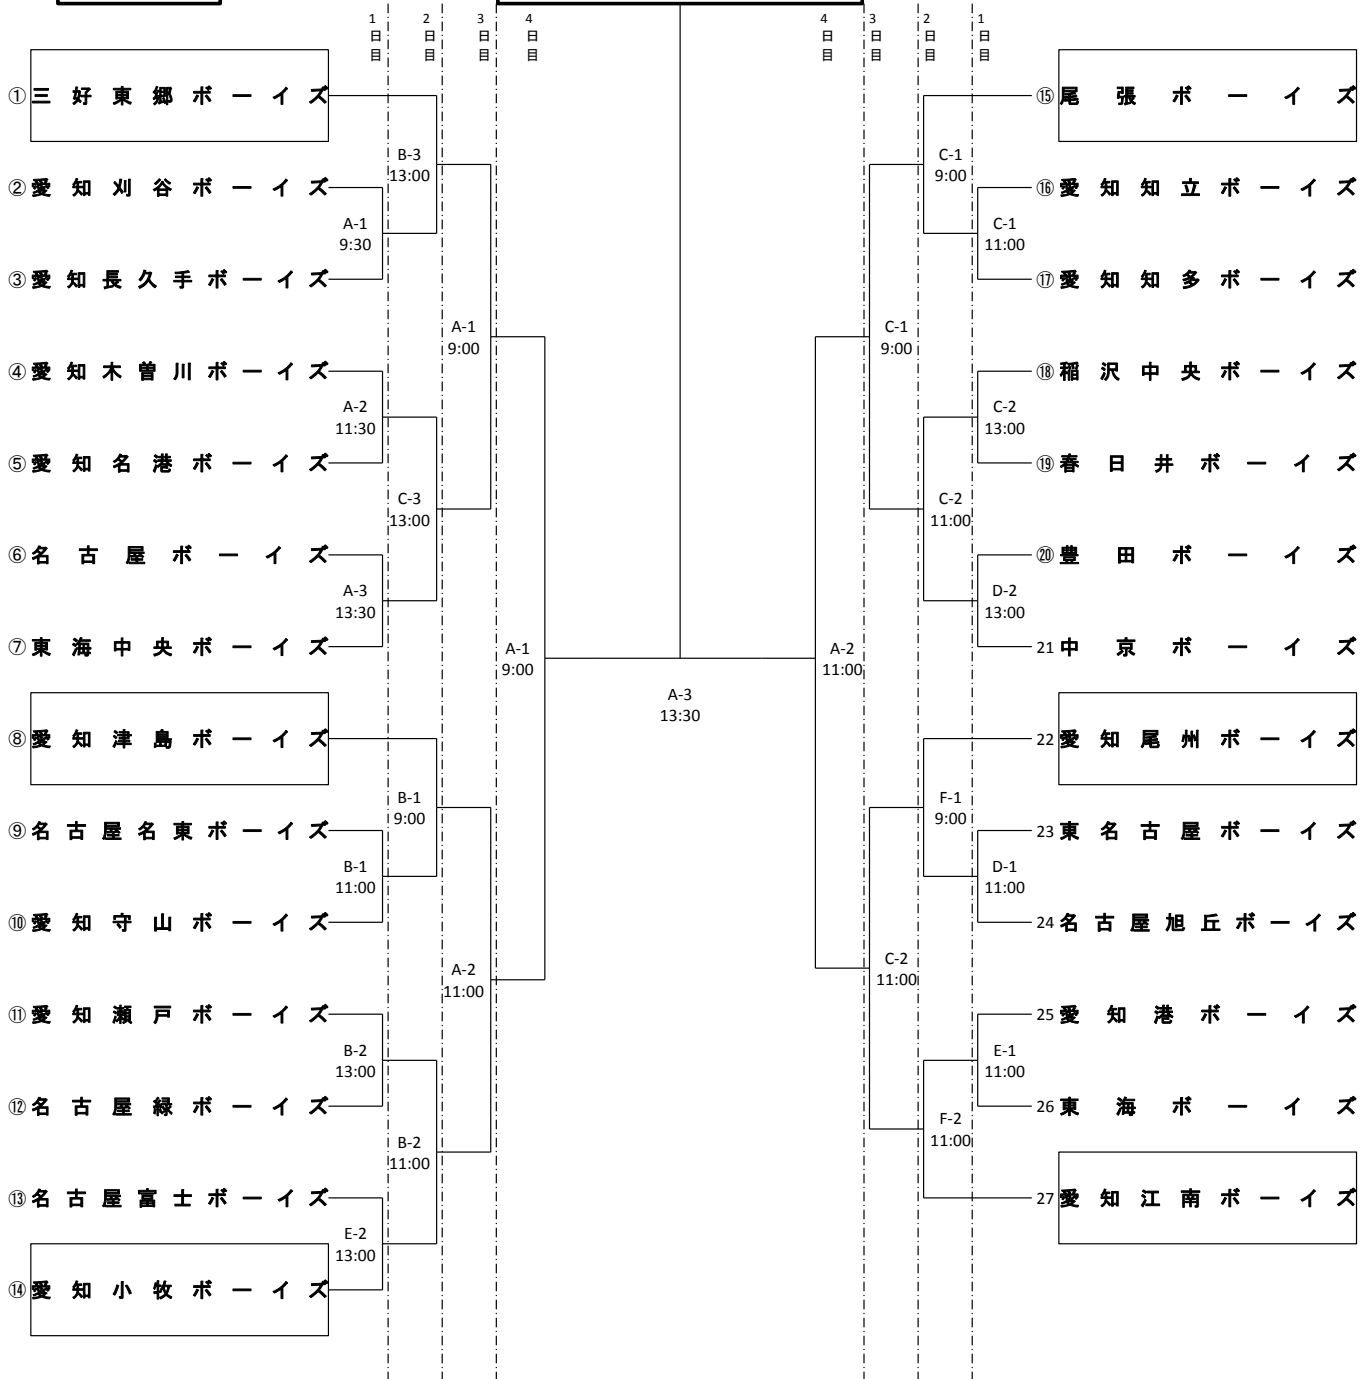 1日目
2日目
3日目
4日目
4日目
3日目
2日目
1日目
①三好東郷ボーイズ
②愛知刈谷ボーイズ
③愛知長久手ボーイズ
④愛知木曽川ボーイズ
⑤愛知名港ボーイズ
⑥名古屋ボーイズ
⑦東海中央ボーイズ
⑧愛知津島ボーイズ
⑨名古屋名東ボーイズ
⑩愛知守山ボーイズ
⑪愛知瀬戸ボーイズ
⑫名古屋緑ボーイズ
⑬名古屋富士ボーイズ
⑭愛知小牧ボーイズ
A-1
9:30
A-2
11:30
A-3
13:30
B-1
11:00
B-2
13:00
E-2
13:00
B-3
13:00
C-3
13:00
B-1
9:00
B-2
11:00
A-1
9:00
A-2
11:00
A-1
9:00
A-3
13:30
A-2
11:00
C-1
9:00
C-2
11:00
C-1
9:00
C-2
11:00
F-1
9:00
F-2
11:00
C-1
11:00
C-2
13:00
D-2
13:00
D-1
11:00
E-1
11:00
⑮尾張ボーイズ
⑯愛知知立ボーイズ
⑰愛知知多ボーイズ
⑱稲沢中央ボーイズ
⑲春日井ボーイズ
⑳豊田ボーイズ
21中京ボーイズ
22愛知尾州ボーイズ
23東名古屋ボーイズ
24名古屋旭丘ボーイズ
25愛知港ボーイズ
26東海ボーイズ
27愛知江南ボーイズ